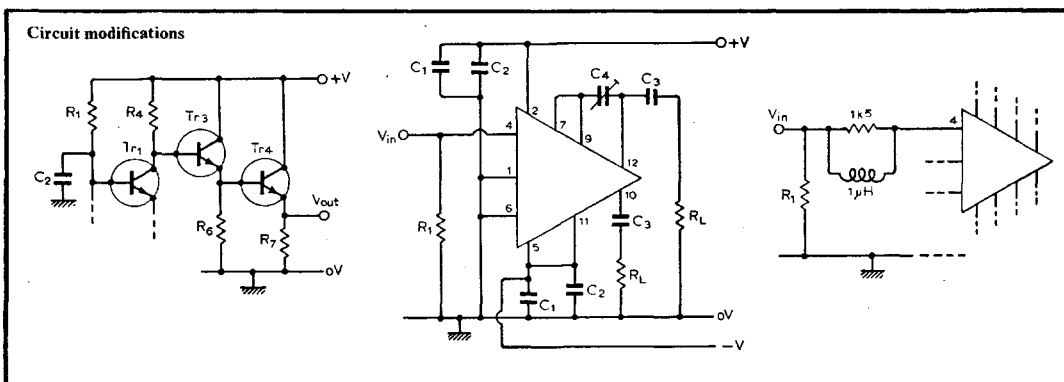 Circuit modifications
+V
R1
R4
Tr3
Tr1
Tr4
C2
Vout
R6
R7
0V
+V
C1
C2
C4
C3
Vin
2
4
7
9
12
1
10
6
11
5
R1
C3
RL
RL
C1
C2
0V
−V
Vin
1k5
4
1µH
R1